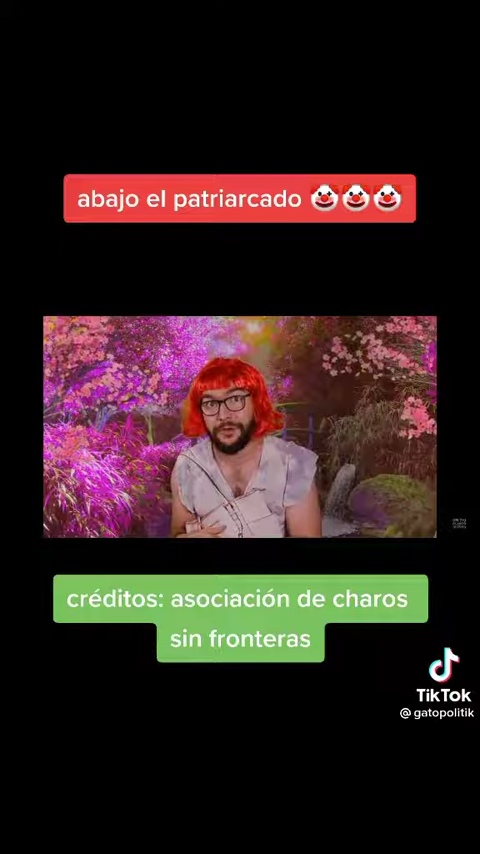 abajo el patriarcado 🤡🤡🤡
créditos: asociación de charos
sin fronteras
TikTok
@gatopolitik